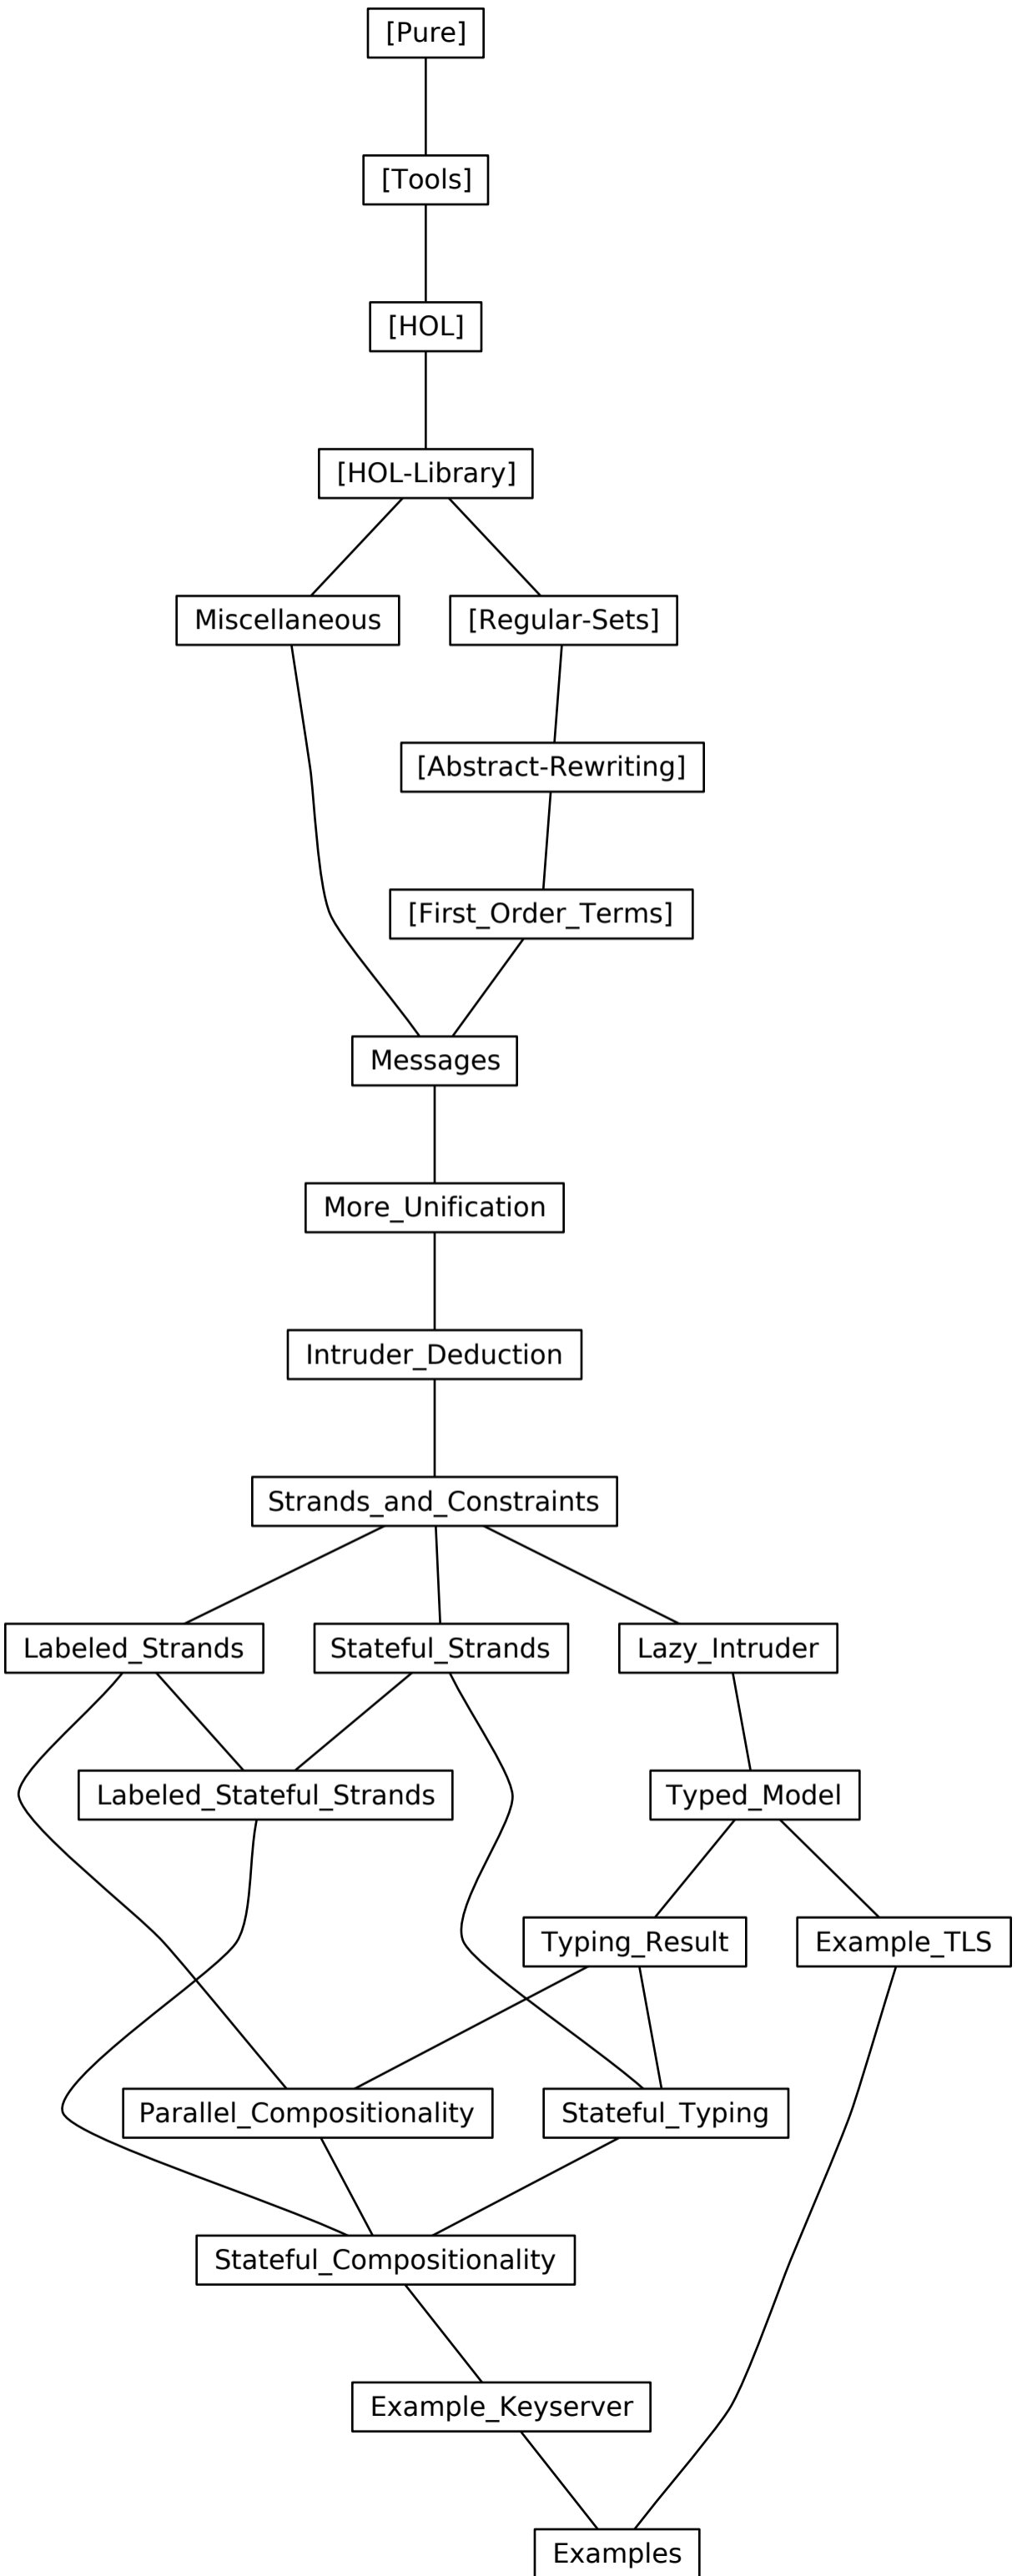 [Pure]
[Tools]
[HOL]
[HOL-Library]
Miscellaneous
[Regular-Sets]
[Abstract-Rewriting]
[First_Order_Terms]
Messages
More_Unification
Intruder_Deduction
Strands_and_Constraints
Labeled_Strands
Stateful_Strands
Lazy_Intruder
Labeled_Stateful_Strands
Typed_Model
Typing_Result
Example_TLS
Parallel_Compositionality
Stateful_Typing
Stateful_Compositionality
Example_Keyserver
Examples